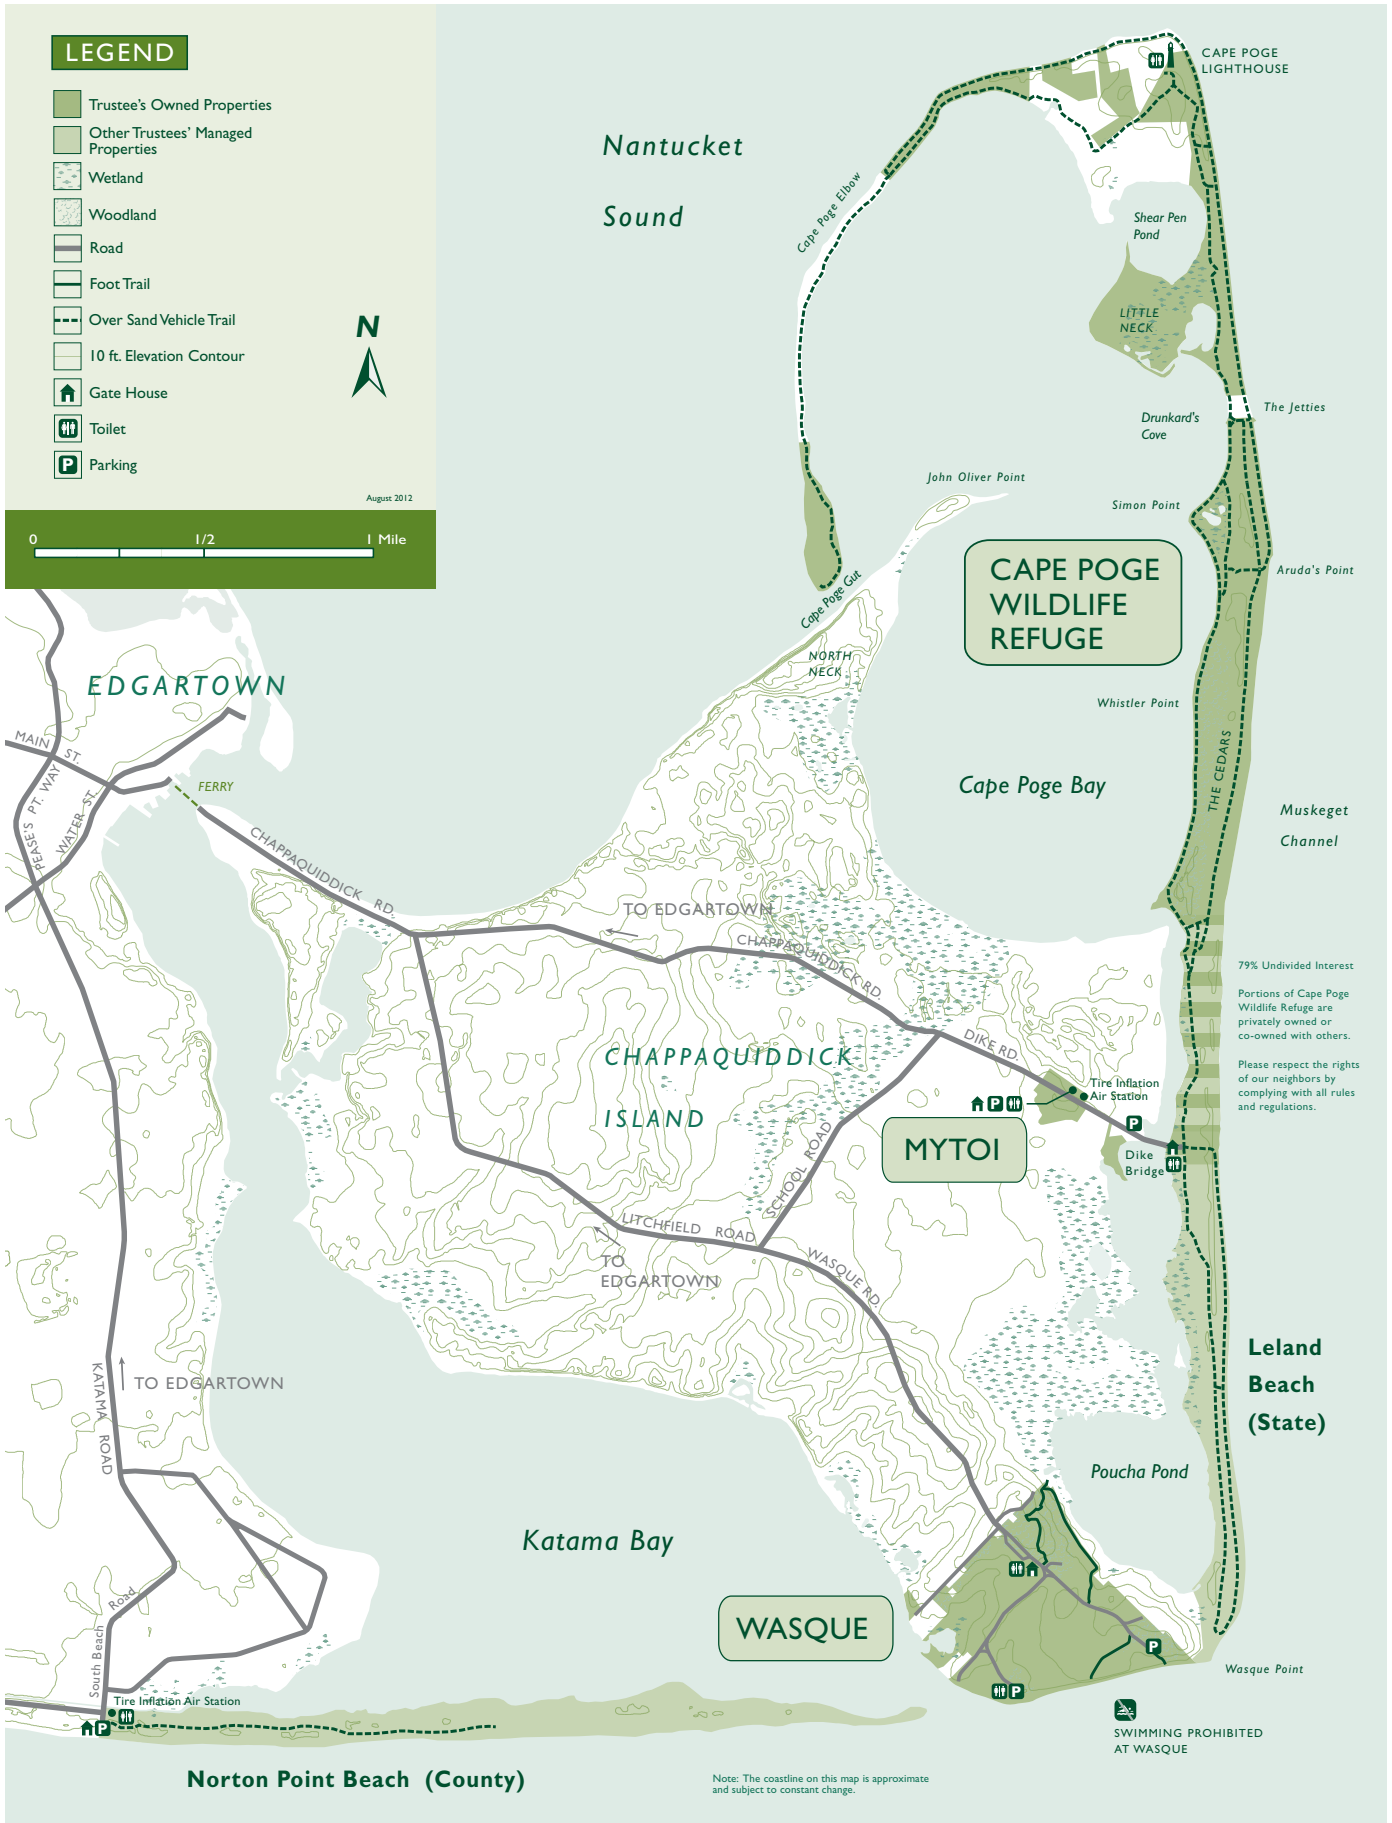 LEGEND
Trustee's Owned Properties
Other Trustees' Managed
Properties
Wetland
Woodland
Road
Foot Trail
Over Sand Vehicle Trail
10 ft. Elevation Contour
Gate House
Toilet
P
Parking
N
August 2012
0
1/2
1 Mile
CAPE POGE
LIGHTHOUSE
Nantucket
Sound
Cape Poge Elbow
Shear Pen
Pond
LITTLE
NECK
The Jetties
Drunkard's
Cove
John Oliver Point
Simon Point
CAPE POGE
WILDLIFE
REFUGE
Aruda's Point
Cape Poge Gut
NORTH
NECK
Whistler Point
THE CEDARS
Cape Poge Bay
Muskeget
Channel
EDGARTOWN
MAIN ST.
PEASE'S PT. WAY
WATER ST.
FERRY
CHAPPAQUIDDICK RD.
TO EDGARTOWN
CHAPPAQUIDDICK RD.
79% Undivided Interest
Portions of Cape Poge
Wildlife Refuge are
privately owned or
co-owned with others.
Please respect the rights
of our neighbors by
complying with all rules
and regulations.
DIKE RD.
CHAPPAQUIDDICK
ISLAND
Tire Inflation
Air Station
P
P
MYTOI
Dike
Bridge
SCHOOL ROAD
LITCHFIELD ROAD
TO
EDGARTOWN
WASQUE RD.
Leland
Beach
(State)
KATAMA ROAD
TO EDGARTOWN
Poucha Pond
Katama Bay
WASQUE
P
P
Wasque Point
South Beach Road
Tire Inflation Air Station
P
SWIMMING PROHIBITED
AT WASQUE
Norton Point Beach (County)
Note: The coastline on this map is approximate
and subject to constant change.